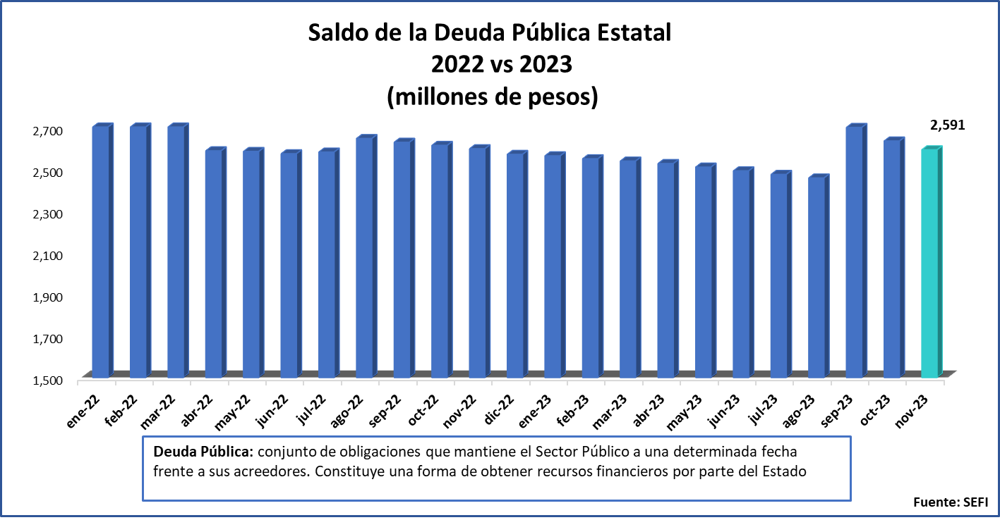 Saldo de la Deuda Pública Estatal
2022 vs 2023
(millones de pesos)
2,700
2,500
2,300
2,100
1,900
1,700
1,500
2,591
ene-22
feb-22
mar-22
abr-22
may-22
jun-22
jul-22
ago-22
sep-22
oct-22
nov-22
dic-22
ene-23
feb-23
mar-23
abr-23
may-23
jun-23
jul-23
ago-23
sep-23
oct-23
nov-23
Deuda Pública: conjunto de obligaciones que mantiene el Sector Público a una determinada fecha
frente a sus acreedores. Constituye una forma de obtener recursos financieros por parte del Estado
Fuente: SEFI